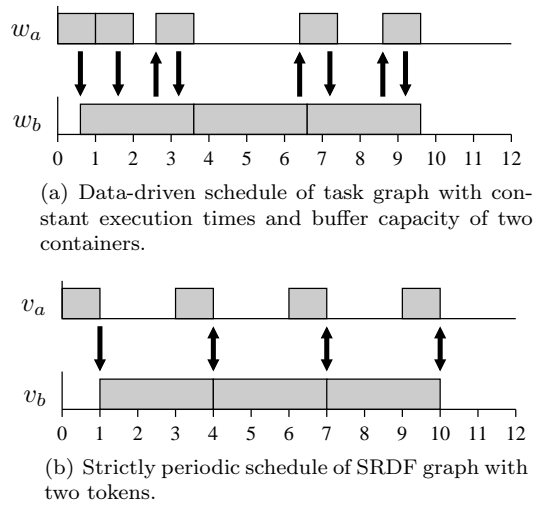 w_a
w_b
0 1 2 3 4 5 6 7 8 9 10 11 12
(a) Data-driven schedule of task graph with con-
stant execution times and buffer capacity of two
containers.
v_a
v_b
0 1 2 3 4 5 6 7 8 9 10 11 12
(b) Strictly periodic schedule of SRDF graph with
two tokens.